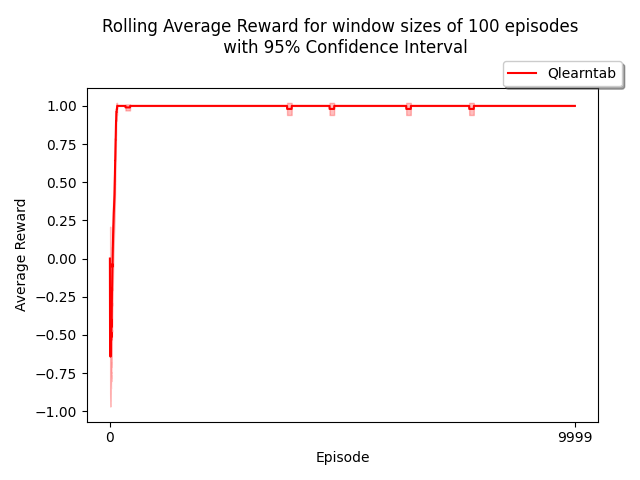 Rolling Average Reward for window sizes of 100 episodes
with 95% Confidence Interval
Qlearntab
1.00
0.75
0.50
0.25
0.00
−0.25
−0.50
−0.75
−1.00
Average Reward
0
9999
Episode